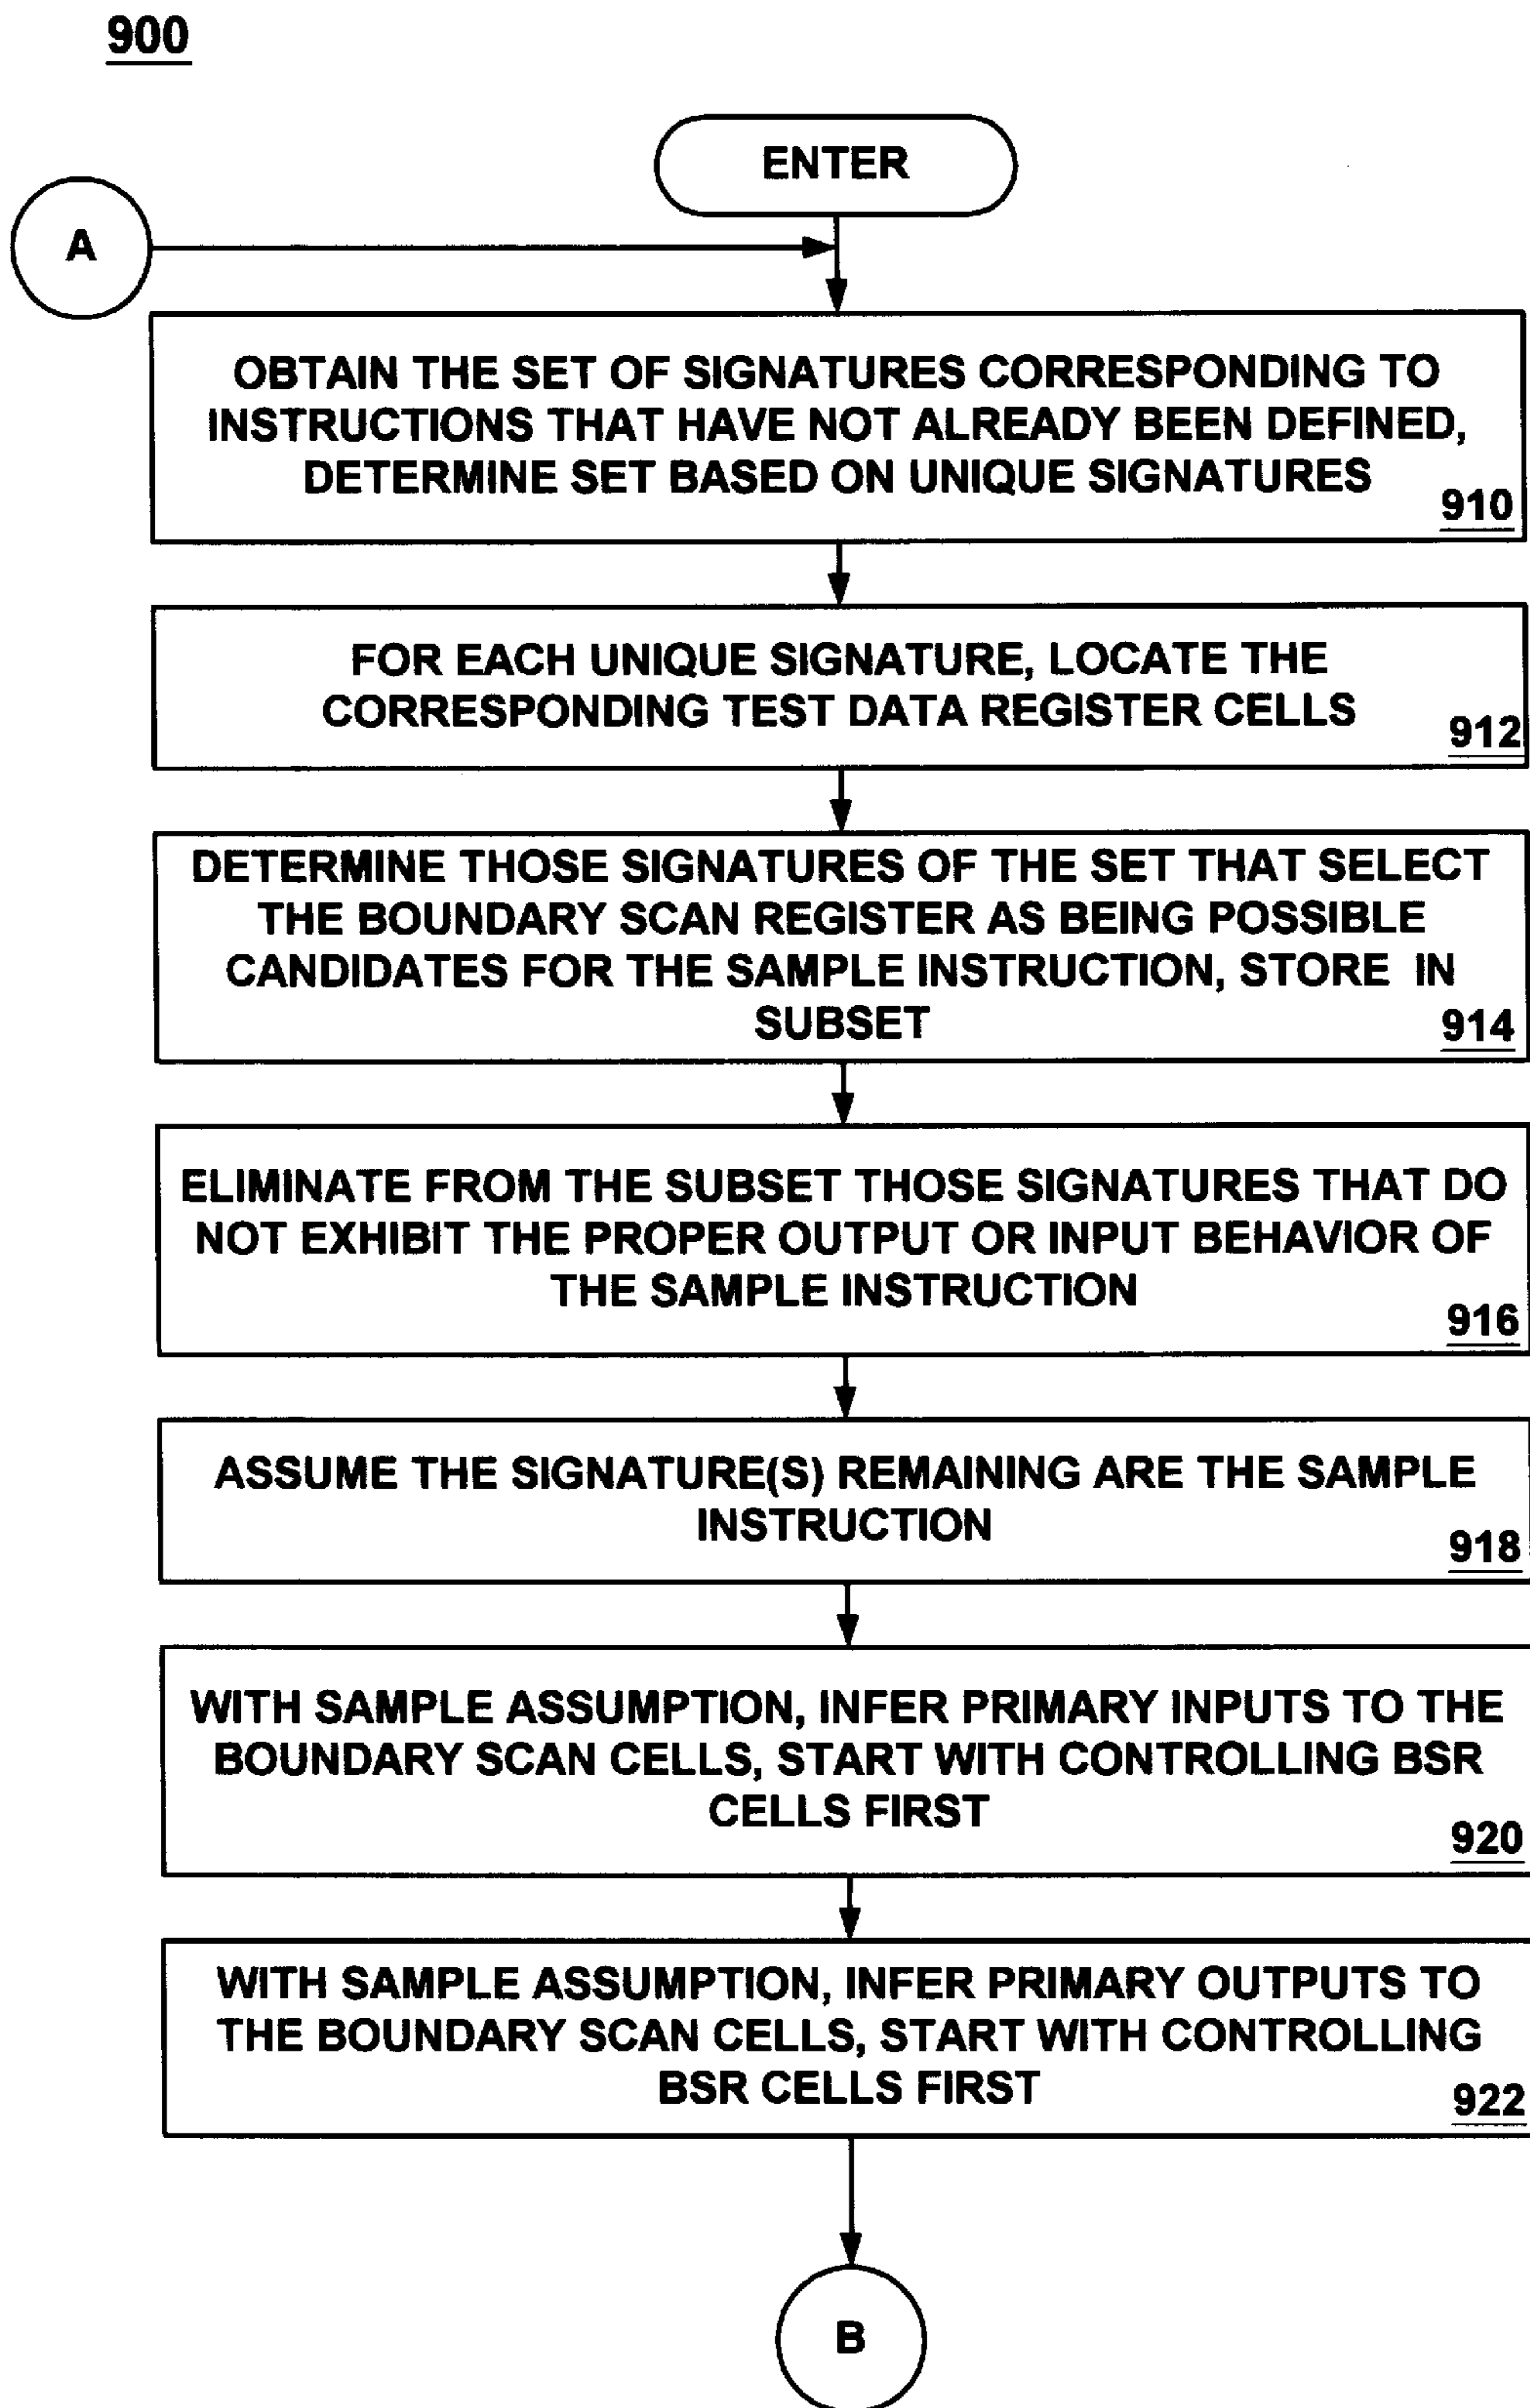 900
ENTER
A
OBTAIN THE SET OF SIGNATURES CORRESPONDING TO
INSTRUCTIONS THAT HAVE NOT ALREADY BEEN DEFINED,
DETERMINE SET BASED ON UNIQUE SIGNATURES
910
FOR EACH UNIQUE SIGNATURE, LOCATE THE
CORRESPONDING TEST DATA REGISTER CELLS
912
DETERMINE THOSE SIGNATURES OF THE SET THAT SELECT
THE BOUNDARY SCAN REGISTER AS BEING POSSIBLE
CANDIDATES FOR THE SAMPLE INSTRUCTION, STORE IN
SUBSET
914
ELIMINATE FROM THE SUBSET THOSE SIGNATURES THAT DO
NOT EXHIBIT THE PROPER OUTPUT OR INPUT BEHAVIOR OF
THE SAMPLE INSTRUCTION
916
ASSUME THE SIGNATURE(S) REMAINING ARE THE SAMPLE
INSTRUCTION
918
WITH SAMPLE ASSUMPTION, INFER PRIMARY INPUTS TO THE
BOUNDARY SCAN CELLS, START WITH CONTROLLING BSR
CELLS FIRST
920
WITH SAMPLE ASSUMPTION, INFER PRIMARY OUTPUTS TO
THE BOUNDARY SCAN CELLS, START WITH CONTROLLING
BSR CELLS FIRST
922
B